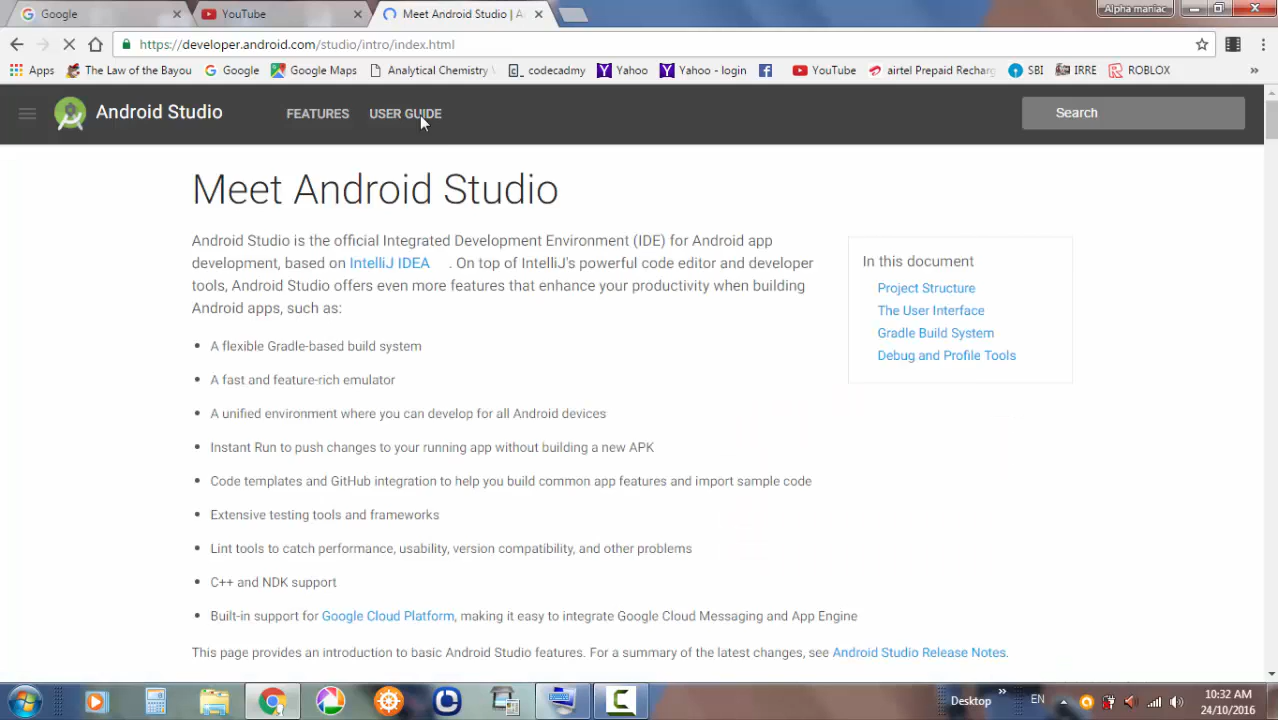 Google
YouTube
Meet Android Studio | A
Alpha maniac
https://developer.android.com/studio/intro/index.html
Apps
The Law of the Bayou
Google
Google Maps
Analytical Chemistry
codecadmy
Yahoo
Yahoo - login
YouTube
airtel Prepaid Recharg
SBI
IRRE
ROBLOX
Android Studio
FEATURES
USER GUIDE
Search
Meet Android Studio
Android Studio is the official Integrated Development Environment (IDE) for Android app
development, based on IntelliJ IDEA . On top of IntelliJ's powerful code editor and developer
tools, Android Studio offers even more features that enhance your productivity when building
Android apps, such as:
• A flexible Gradle-based build system
• A fast and feature-rich emulator
• A unified environment where you can develop for all Android devices
• Instant Run to push changes to your running app without building a new APK
• Code templates and GitHub integration to help you build common app features and import sample code
• Extensive testing tools and frameworks
• Lint tools to catch performance, usability, version compatibility, and other problems
• C++ and NDK support
• Built-in support for Google Cloud Platform, making it easy to integrate Google Cloud Messaging and App Engine
This page provides an introduction to basic Android Studio features. For a summary of the latest changes, see Android Studio Release Notes.
In this document
Project Structure
The User Interface
Gradle Build System
Debug and Profile Tools
Desktop
EN
10:32 AM
24/10/2016